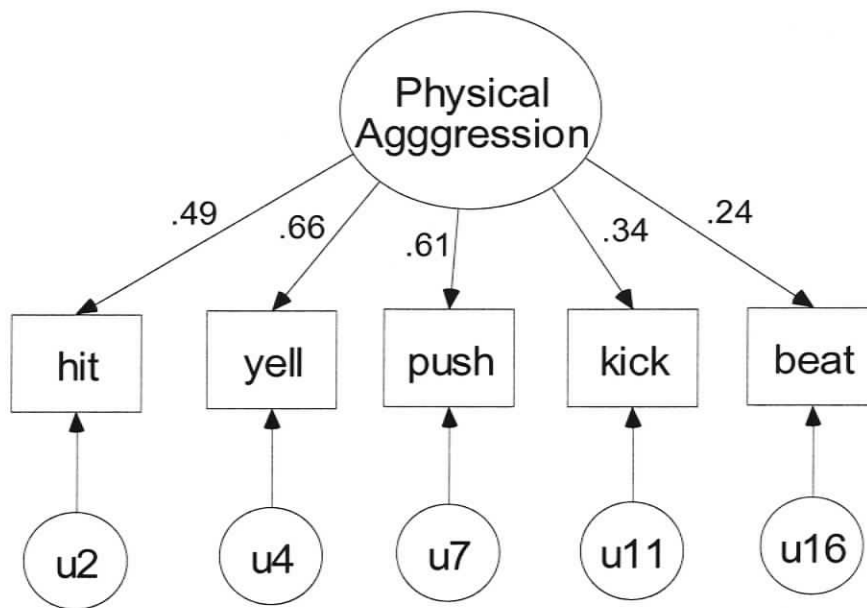 Physical
Agggression
.49
.66
.61
.34
.24
hit
yell
push
kick
beat
u2
u4
u7
u11
u16